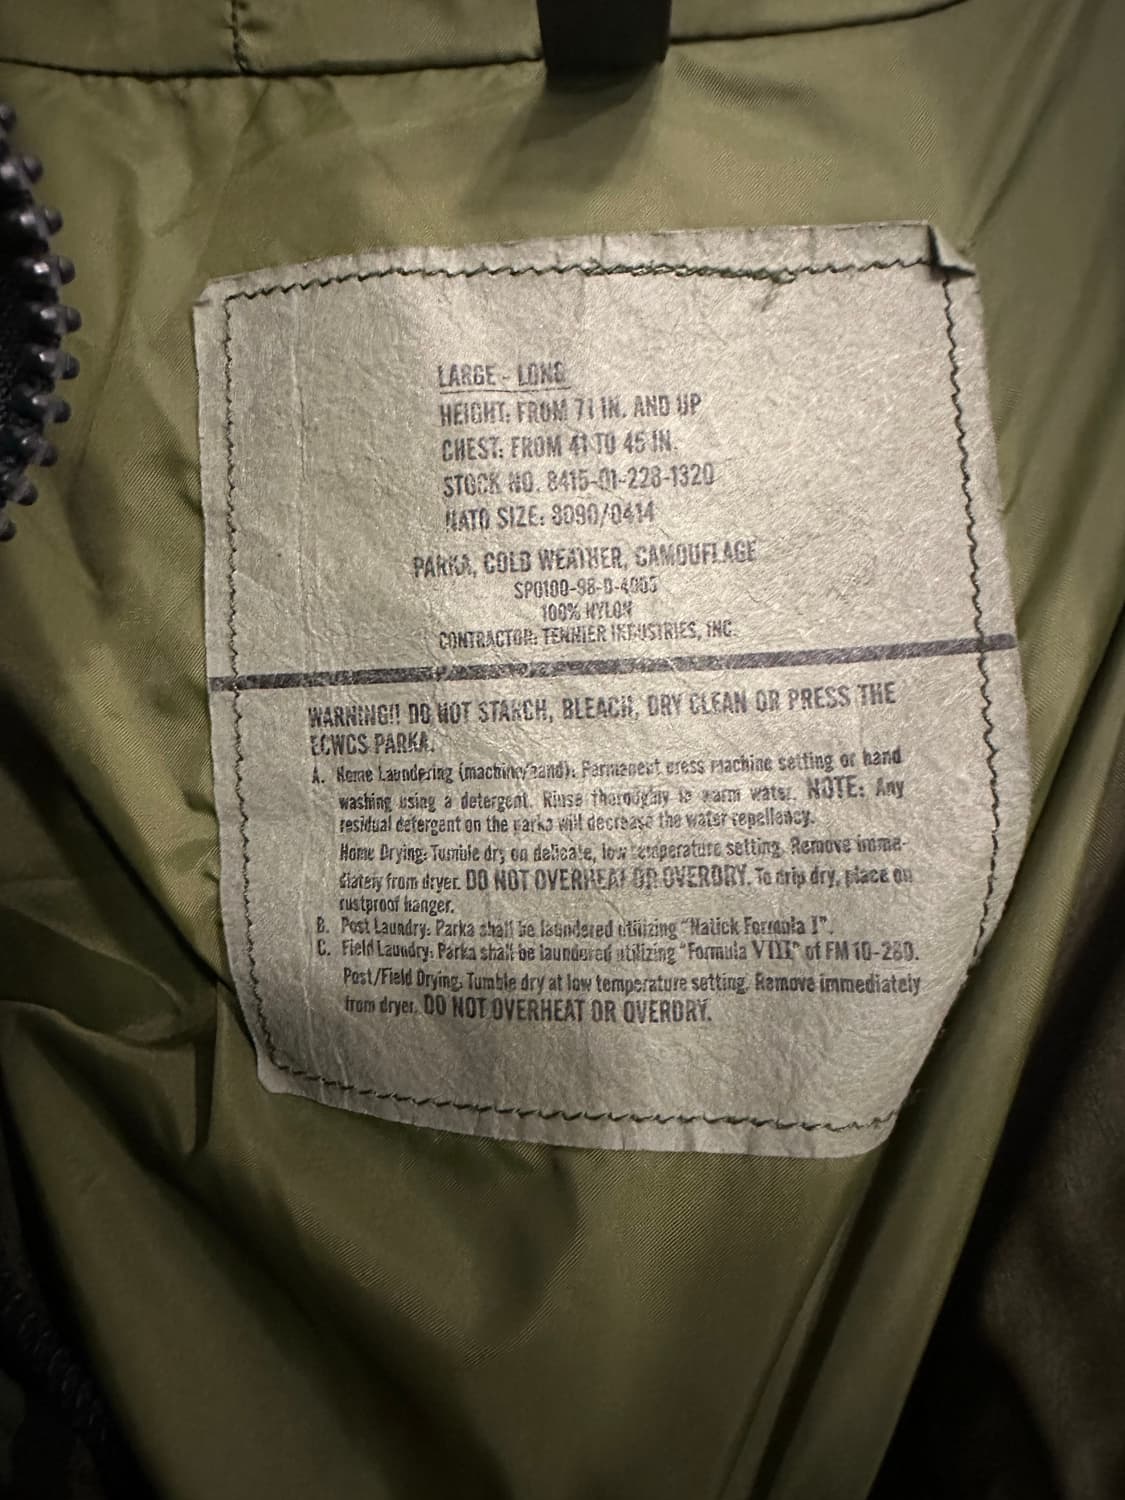 LARGE - LONG
HEIGHT: FROM 71 IN. AND UP
CHEST: FROM 41 TO 45 IN.
STOCK NO. 8415-01-228-1320
NATO SIZE: 8090/0414
PARKA, COLD WEATHER, CAMOUFLAGE
100% NYLON
CONTRACTOR: TENNIER INDUSTRIES, INC.
WARNING!! DO NOT STARCH, BLEACH, DRY CLEAN OR PRESS THE
ECWCS PARKA.
A. Home Laundering (machine/hand): Permanent press machine setting or hand
washing using a detergent. Rinse thoroughly in warm water. NOTE: Any
residual detergent on the parka will decrease the water repellency.
Home Drying: Tumble dry on delicate, low temperature setting. Remove imme-
diately from dryer. DO NOT OVERHEAT OR OVERDRY. To drip dry, place on
rustproof hanger.
B. Post Laundry: Parka shall be laundered utilizing "Natick Formula I".
C. Field Laundry: Parka shall be laundered utilizing "Formula VIII" of FM 10-280.
Post/Field Drying: Tumble dry at low temperature setting. Remove immediately
from dryer. DO NOT OVERHEAT OR OVERDRY.